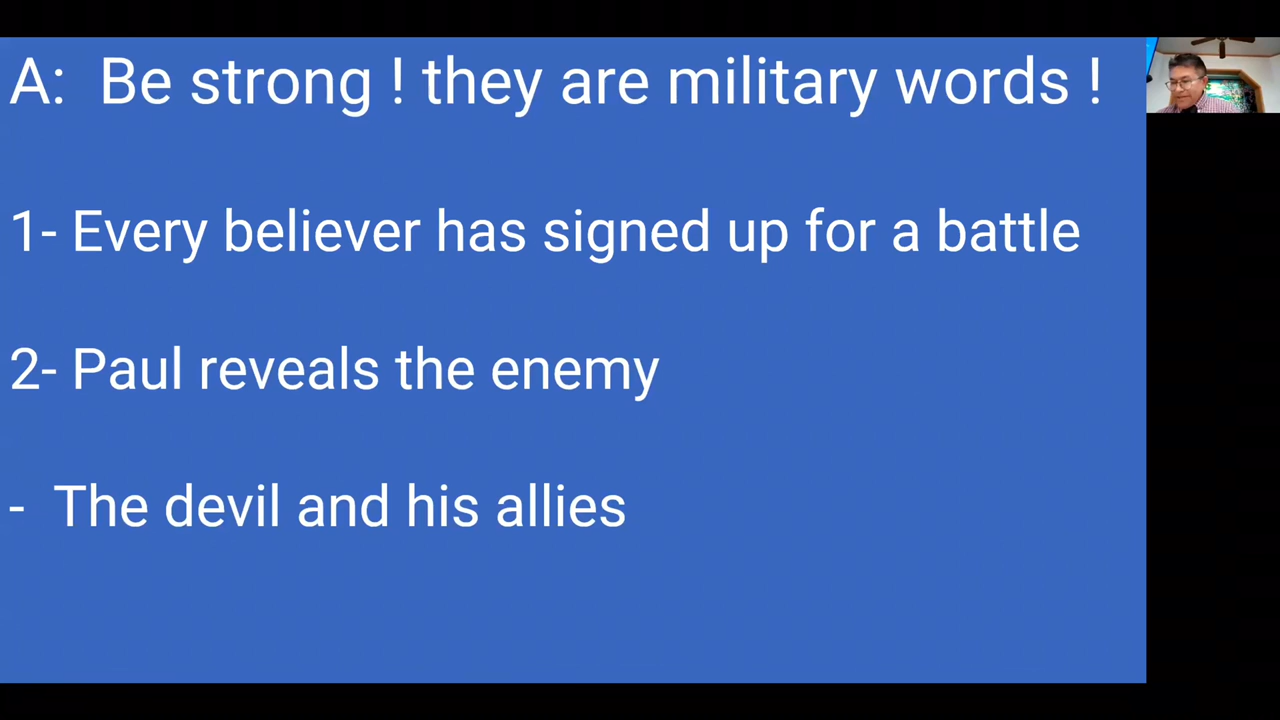 A: Be strong ! they are military words !
1- Every believer has signed up for a battle
2- Paul reveals the enemy
- The devil and his allies